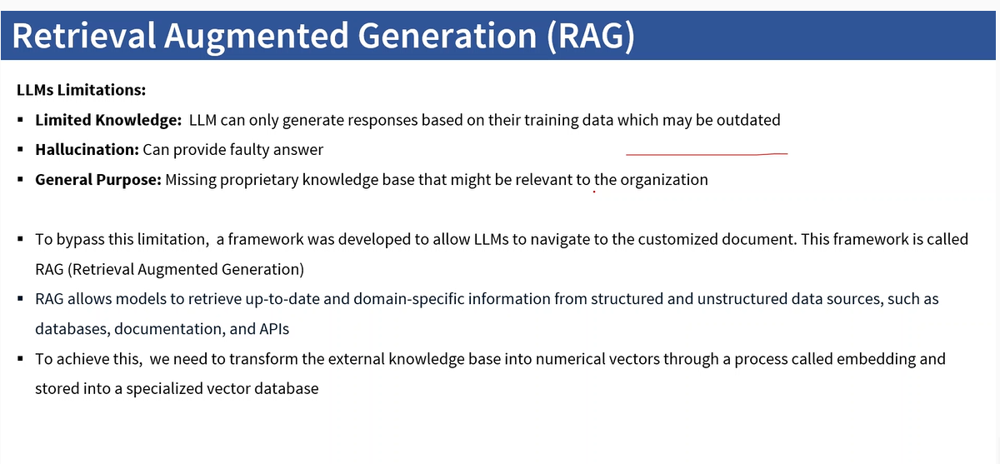 Retrieval Augmented Generation (RAG)
LLMs Limitations:
▪ Limited Knowledge: LLM can only generate responses based on their training data which may be outdated
▪ Hallucination: Can provide faulty answer
▪ General Purpose: Missing proprietary knowledge base that might be relevant to the organization
▪ To bypass this limitation, a framework was developed to allow LLMs to navigate to the customized document. This framework is called
RAG (Retrieval Augmented Generation)
▪ RAG allows models to retrieve up-to-date and domain-specific information from structured and unstructured data sources, such as
databases, documentation, and APIs
▪ To achieve this, we need to transform the external knowledge base into numerical vectors through a process called embedding and
stored into a specialized vector database